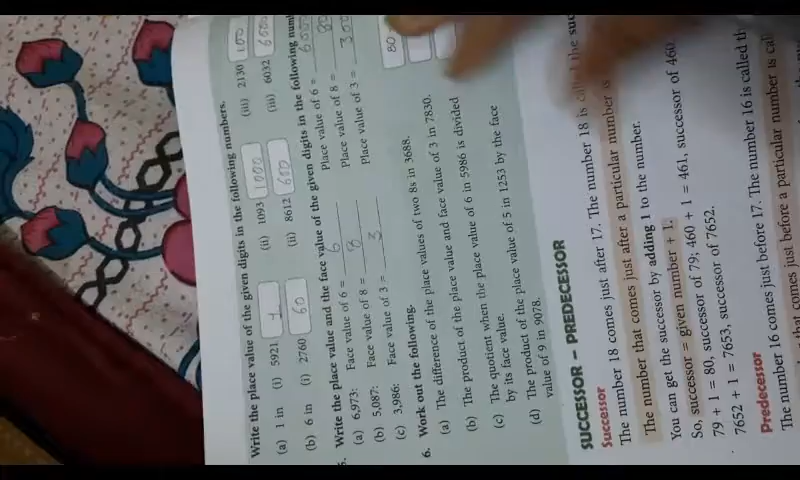 Write the place value of the given digits in the following numbers.
(a) 1 in (i) 5921 1 (ii) 1093 1000 (iii) 2130 100
(b) 6 in (i) 2760 60 (ii) 8612 600 (iii) 6032 6000
5. Write the place value and the face value of the given digits in the following num
(a) 6,973: Face value of 6 = 6 Place value of 6 = 6000
(b) 5,087: Face value of 8 = 8 Place value of 8 = 80
(c) 3,986: Face value of 3 = 3 Place value of 3 = 300
6. Work out the following.
(a) The difference of the place values of two 8s in 3688. 80
(b) The product of the place value and face value of 3 in 7830.
(c) The quotient when the place value of 6 in 5986 is divided
by its face value.
(d) The product of the place value of 5 in 1253 by the face
value of 9 in 9078.
SUCCESSOR – PREDECESSOR
Successor
The number 18 comes just after 17. The number 18 is called the suc
The number that comes just after a particular number is
You can get the successor by adding 1 to the number.
So, successor = given number + 1.
79 + 1 = 80, successor of 79; 460 + 1 = 461, successor of 460
7652 + 1 = 7653, successor of 7652.
Predecessor
The number 16 comes just before 17. The number 16 is called th
that comes just before a particular number is cal